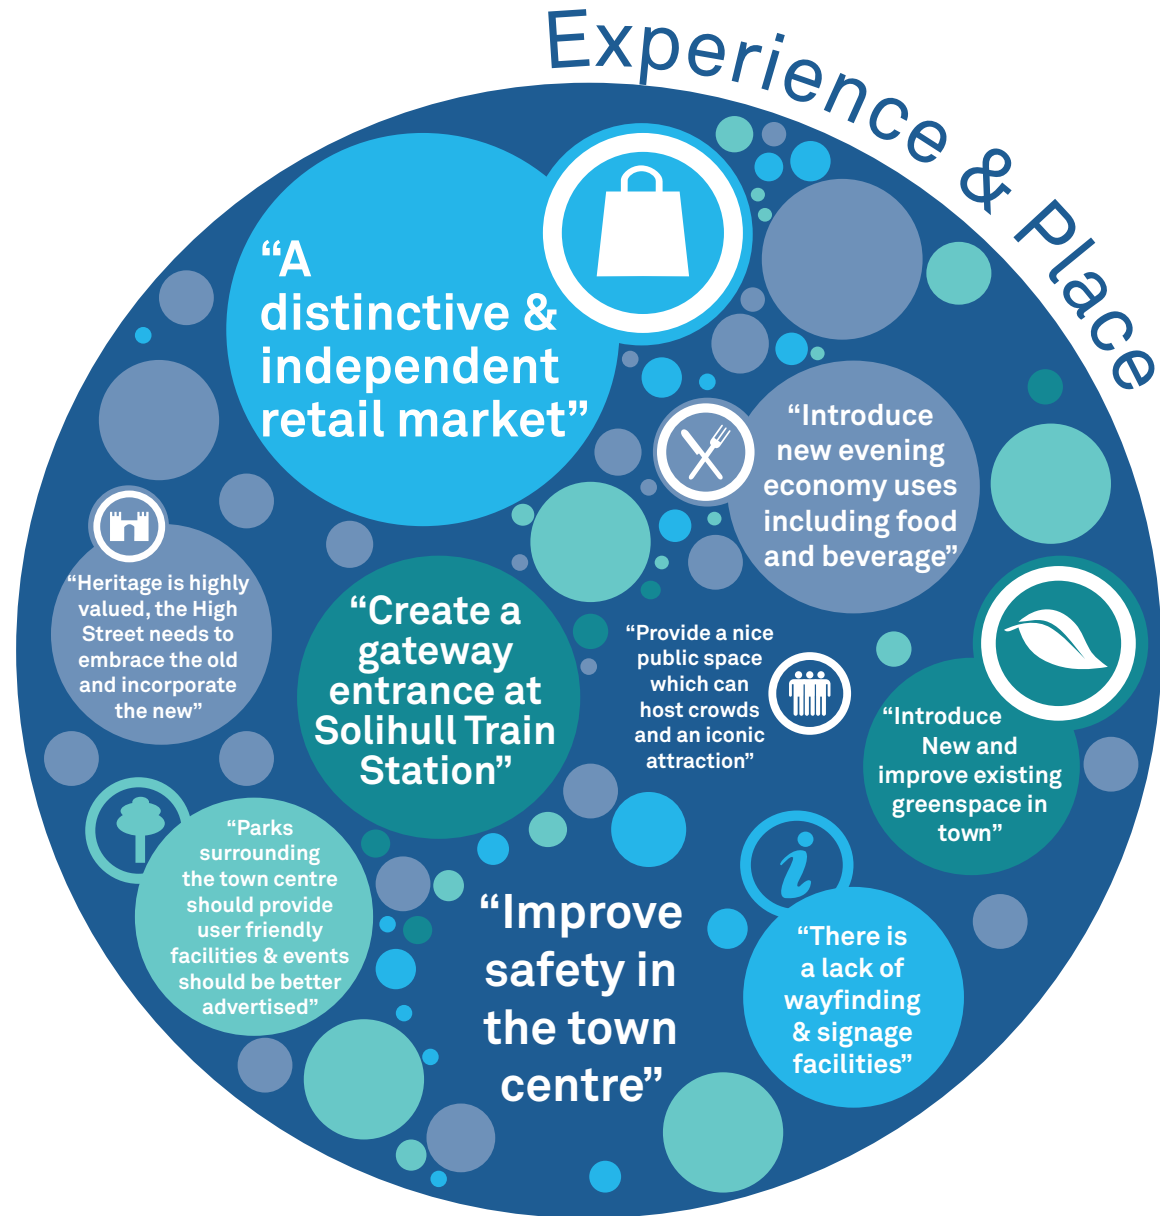 Experience & Place
“A
distinctive &
independent
retail market”
“Introduce
new evening
economy uses
including food
and beverage”
“Heritage is highly
valued, the High
Street needs to
embrace the old
and incorporate
the new”
“Create a
gateway
entrance at
Solihull Train
Station”
“Provide a nice
public space
which can
host crowds
and an iconic
attraction”
“Introduce
New and
improve existing
greenspace in
town”
“Parks
surrounding
the town centre
should provide
user friendly
facilities & events
should be better
advertised”
“Improve
safety in
the town
centre”
i
“There is
a lack of
wayfinding
& signage
facilities”